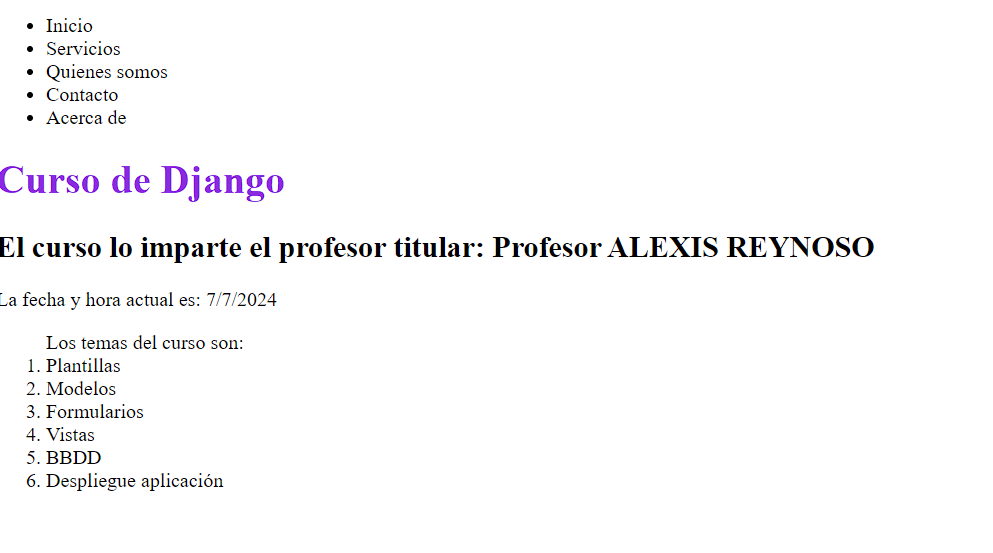 Inicio
Servicios
Quienes somos
Contacto
Acerca de
Curso de Django
El curso lo imparte el profesor titular: Profesor ALEXIS REYNOSO
La fecha y hora actual es: 7/7/2024
Los temas del curso son:
1. Plantillas
2. Modelos
3. Formularios
4. Vistas
5. BBDD
6. Despliegue aplicación